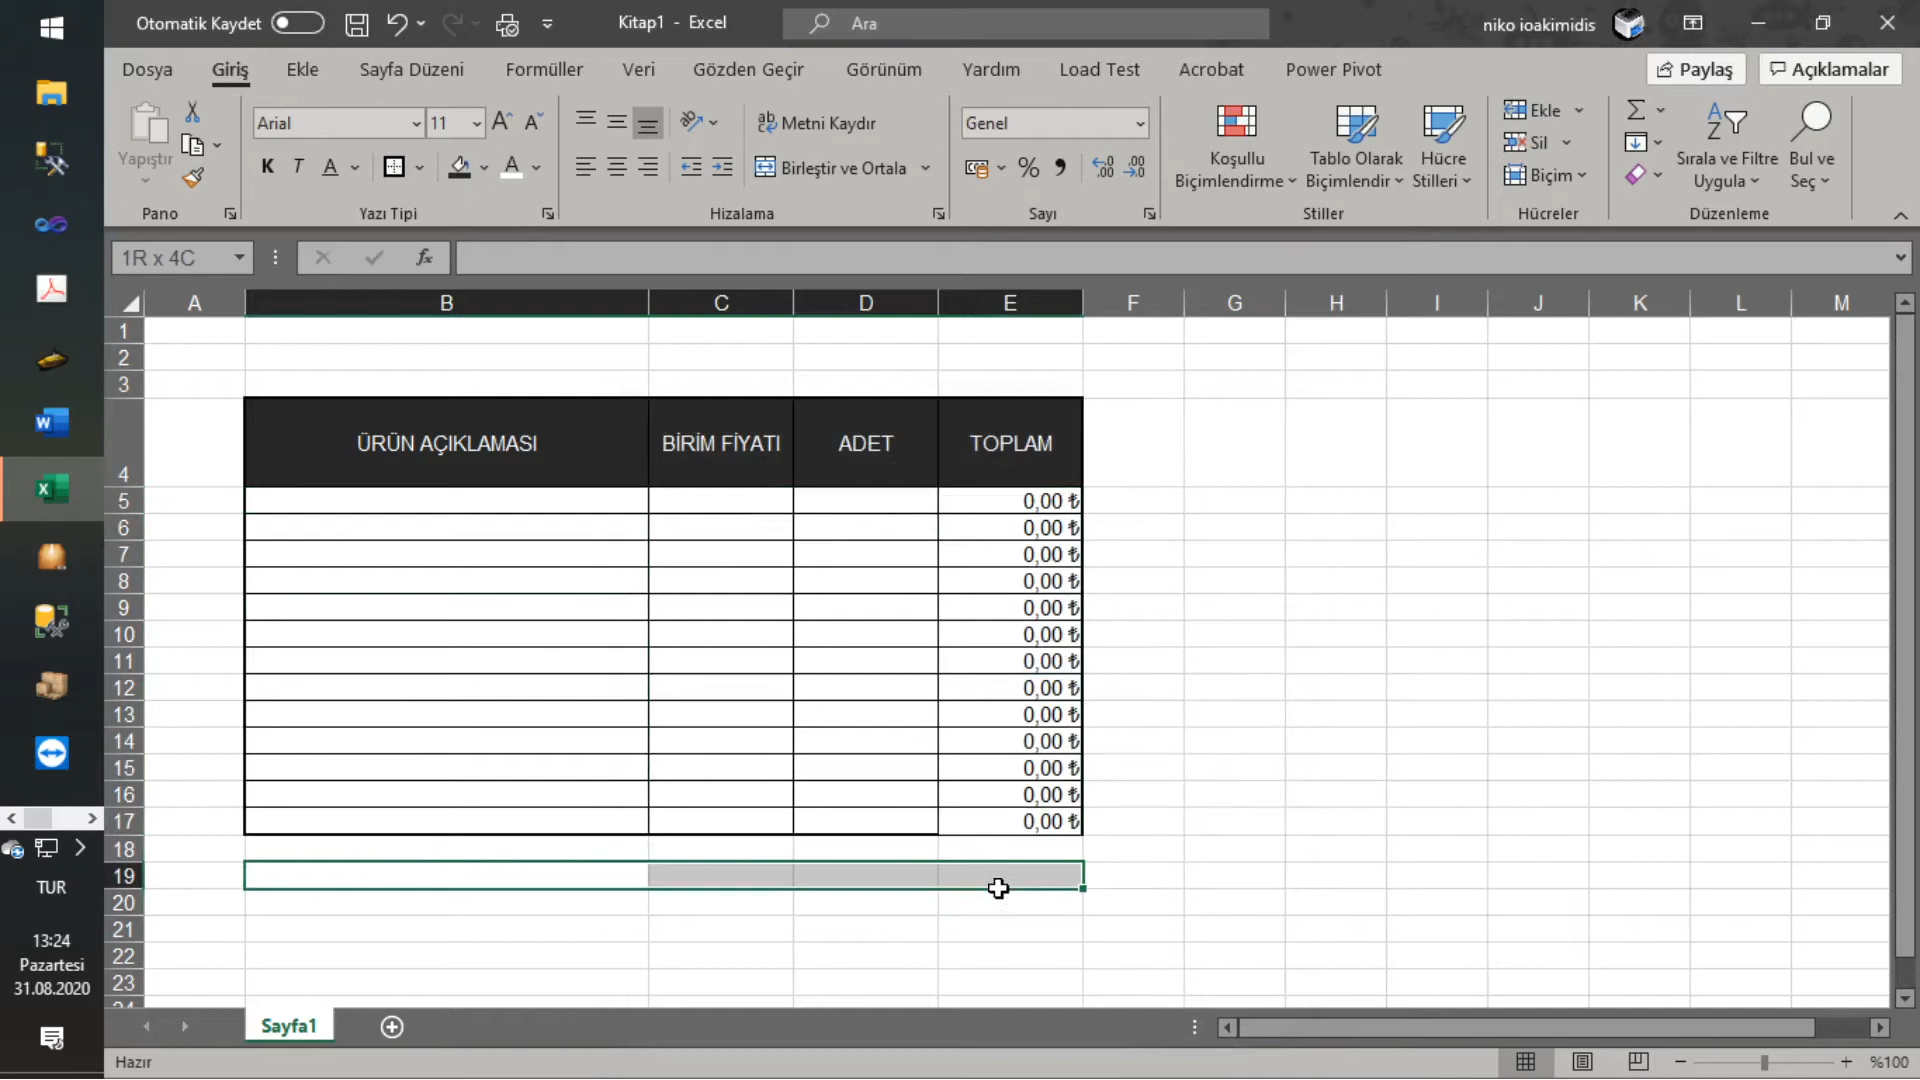 Otomatik Kaydet
Kitap1 - Excel
Ara
niko ioakimidis
Dosya Giriş Ekle Sayfa Düzeni Formüller Veri Gözden Geçir Görünüm Yardım Load Test Acrobat Power Pivot
Paylaş
Açıklamalar
Yapıştır
Pano
Arial 11
K T A
A
Yazı Tipi
Metni Kaydır
Birleştir ve Ortala
Hizalama
Genel
%
Sayı
Koşullu
Biçimlendirme
Tablo Olarak
Biçimlendir
Hücre
Stilleri
Stiller
Ekle
Sil
Biçim
Hücreler
Sırala ve Filtre
Uygula
Bul ve
Seç
Düzenleme
1R x 4C
fx
A B C D E F G H I J K L M
1
2
3
4 ÜRÜN AÇIKLAMASI BİRİM FİYATI ADET TOPLAM
5 0,00 ₺
6 0,00 ₺
7 0,00 ₺
8 0,00 ₺
9 0,00 ₺
10 0,00 ₺
11 0,00 ₺
12 0,00 ₺
13 0,00 ₺
14 0,00 ₺
15 0,00 ₺
16 0,00 ₺
17 0,00 ₺
18
19
20
21
22
23
24
TUR
13:24
Pazartesi
31.08.2020
Sayfa1
Hazır
%100